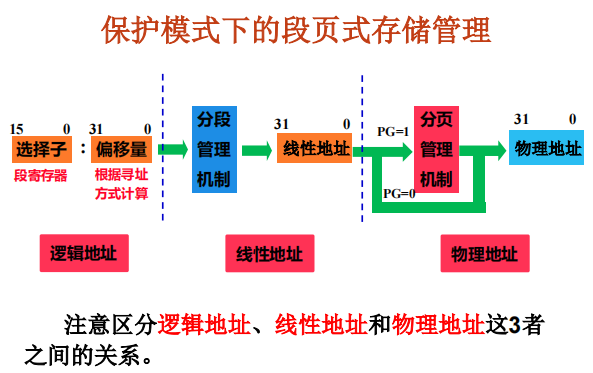 保护模式下的段页式存储管理
15 0 31 0
选择子 : 偏移量
段寄存器
根据寻址
方式计算
分段
管理
机制
31 0
线性地址
PG=1
分页
管理
机制
PG=0
31 0
物理地址
逻辑地址
线性地址
物理地址
注意区分逻辑地址、线性地址和物理地址这3者
之间的关系。